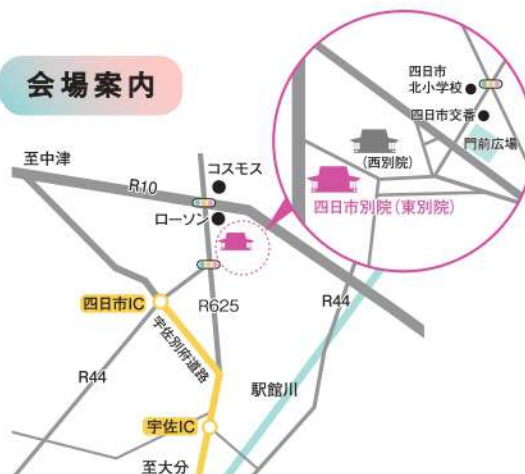 会場案内
四日市
北小学校
四日市交番
門前広場
(西別院)
四日市別院(東別院)
至中津
R10
コスモス
ローソン
四日市IC
R625
R44
宇佐別府道路
R44
駅館川
宇佐IC
至大分